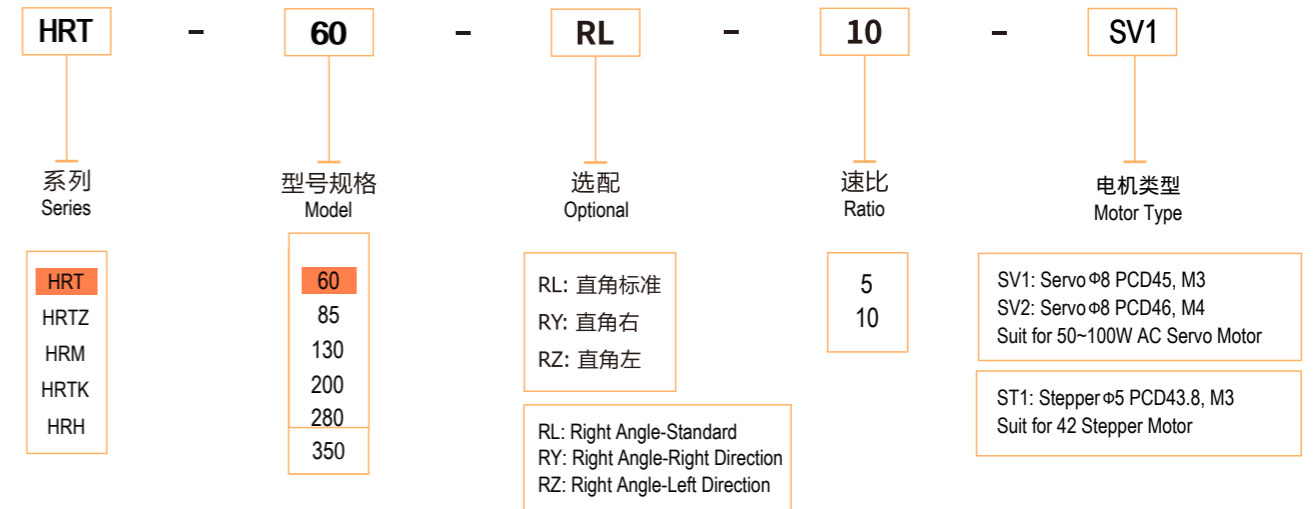 HRT - 60 - RL - 10 - SV1
系列
Series
型号规格
Model
选配
Optional
速比
Ratio
电机类型
Motor Type
HRT
HRTZ
HRM
HRTK
HRH
60
85
130
200
280
350
RL: 直角标准
RY: 直角右
RZ: 直角左
RL: Right Angle-Standard
RY: Right Angle-Right Direction
RZ: Right Angle-Left Direction
5
10
SV1: Servo Φ8 PCD45, M3
SV2: Servo Φ8 PCD46, M4
Suit for 50~100W AC Servo Motor
ST1: Stepper Φ5 PCD43.8, M3
Suit for 42 Stepper Motor